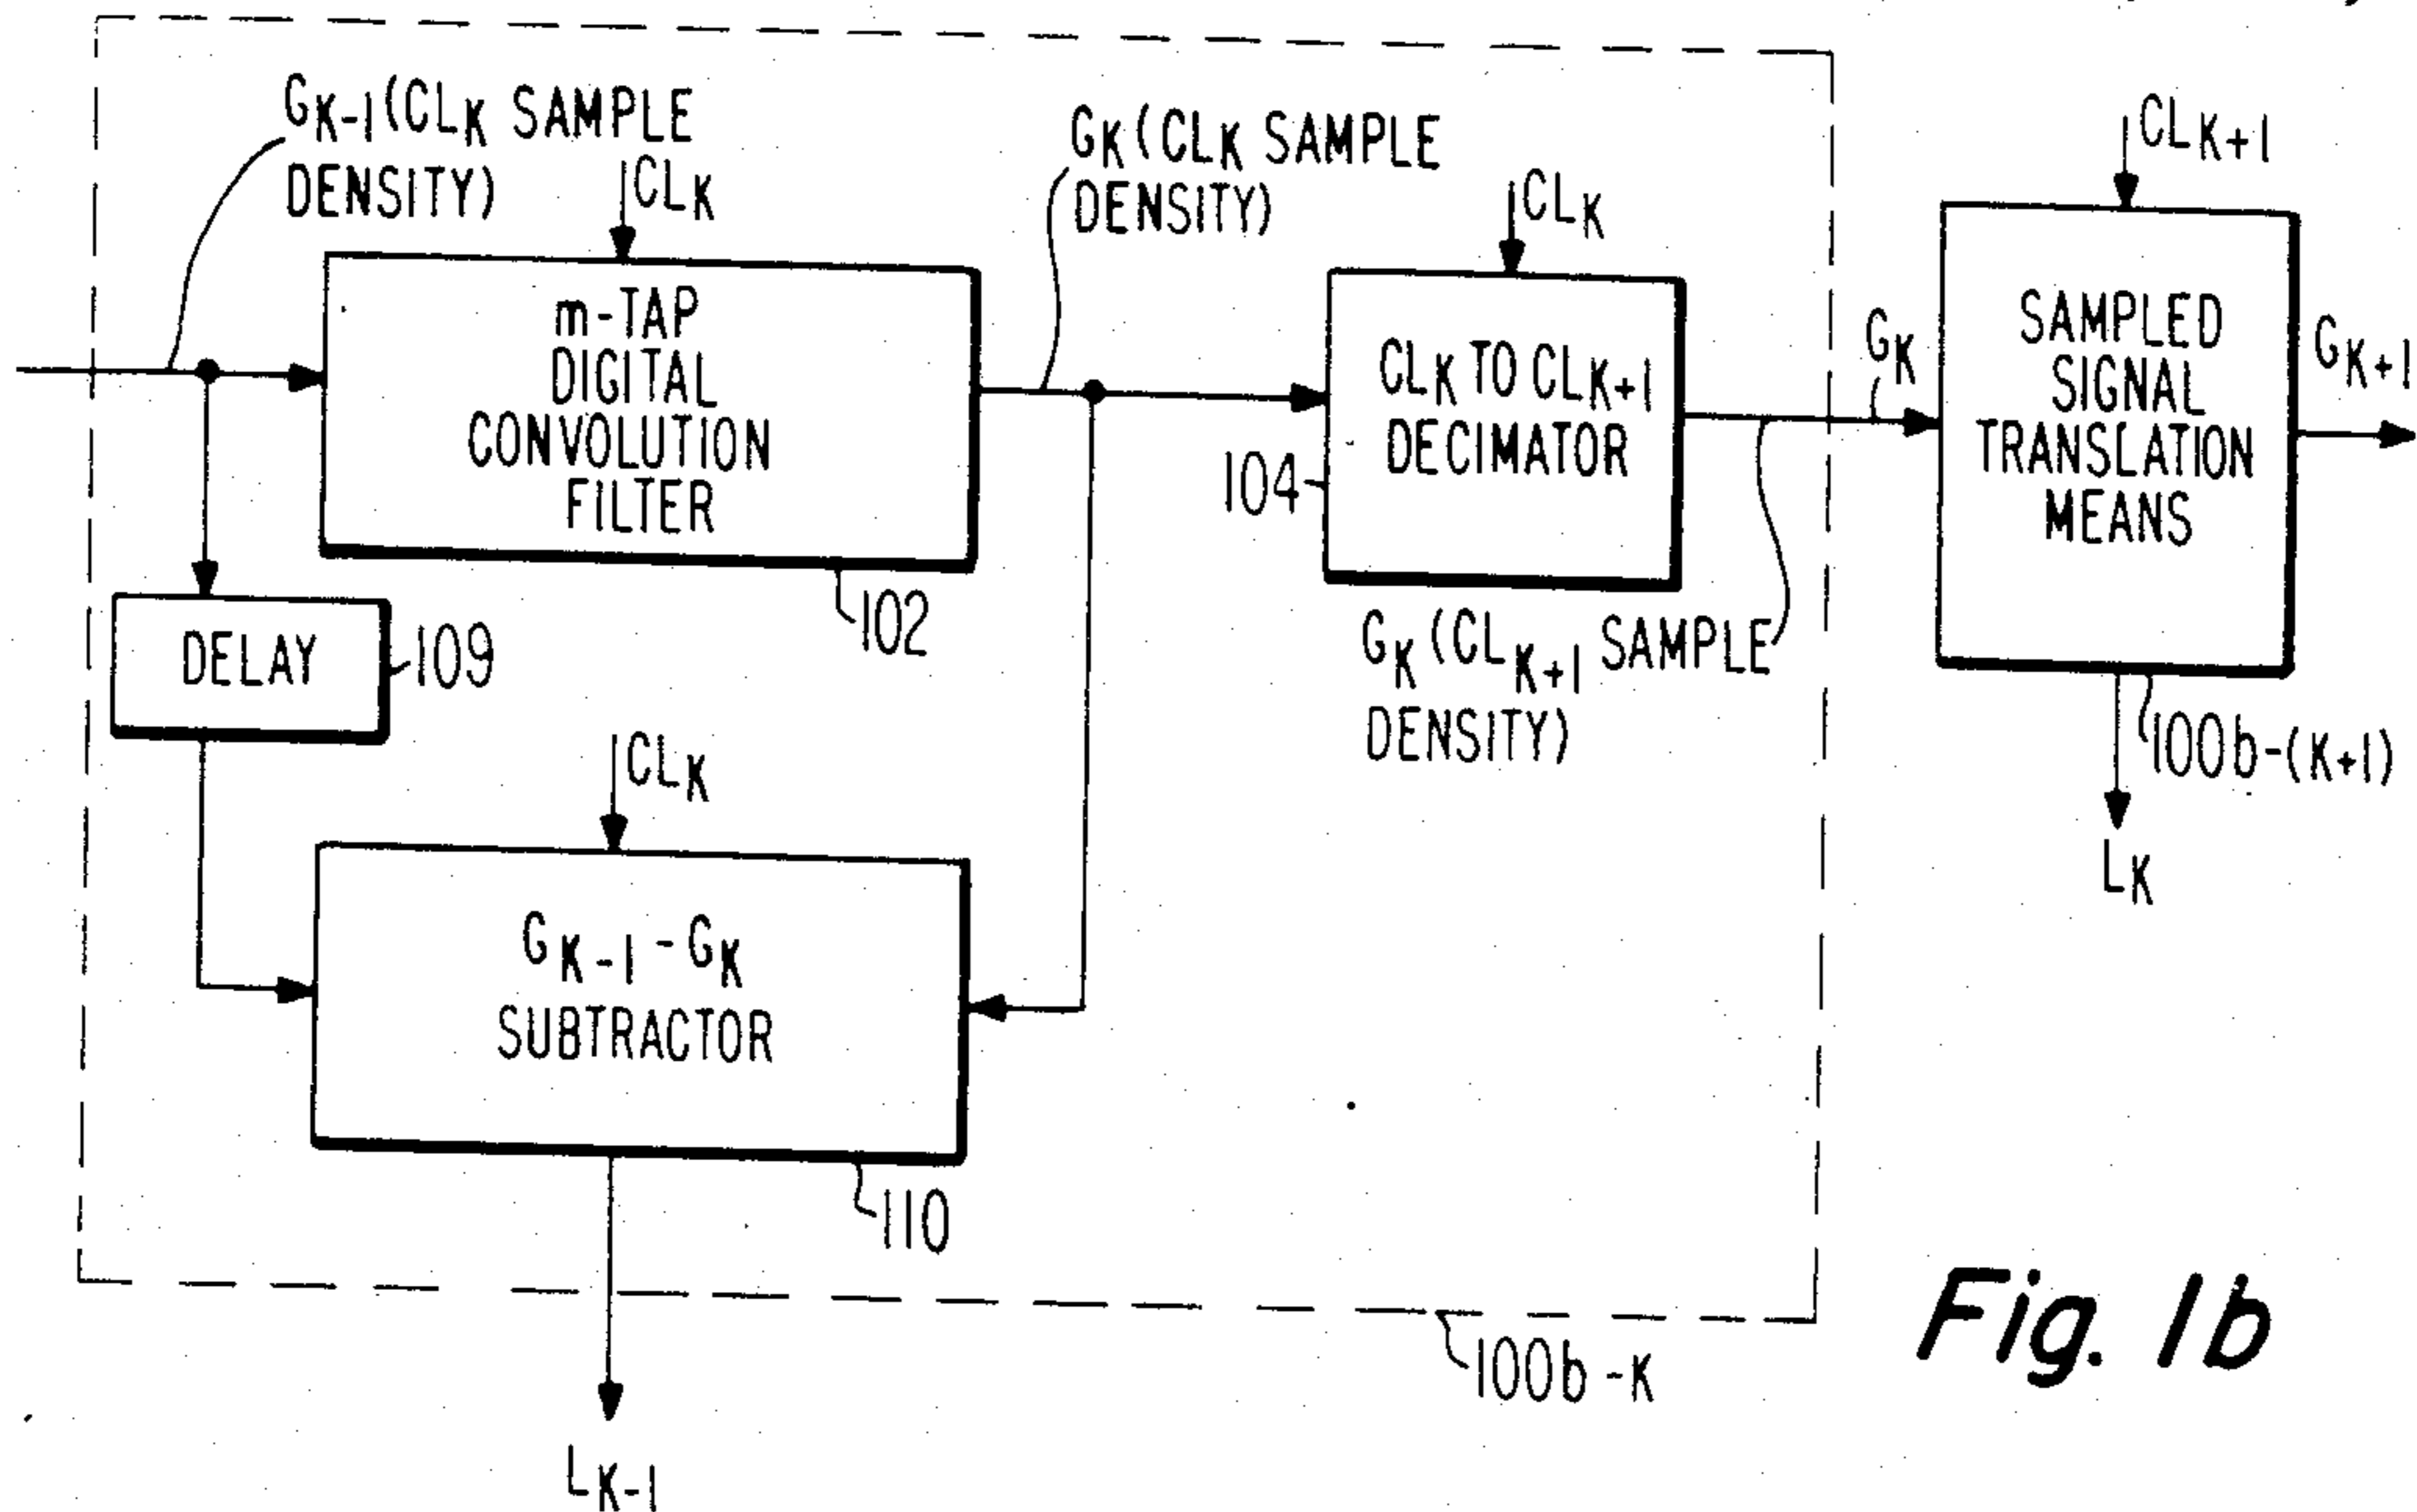 GK-1 (CLK SAMPLE
DENSITY)
CLK
GK (CLK SAMPLE
DENSITY)
CLK
CLK+1
m-TAP
DIGITAL
CONVOLUTION
FILTER
102
CLK TO CLK+1
DECIMATOR
104
GK
SAMPLED
SIGNAL
TRANSLATION
MEANS
GK+1
DELAY
109
GK (CLK+1 SAMPLE
DENSITY)
100b-(K+1)
LK
CLK
GK-1 - GK
SUBTRACTOR
110
100b-K
LK-1
Fig. 1b